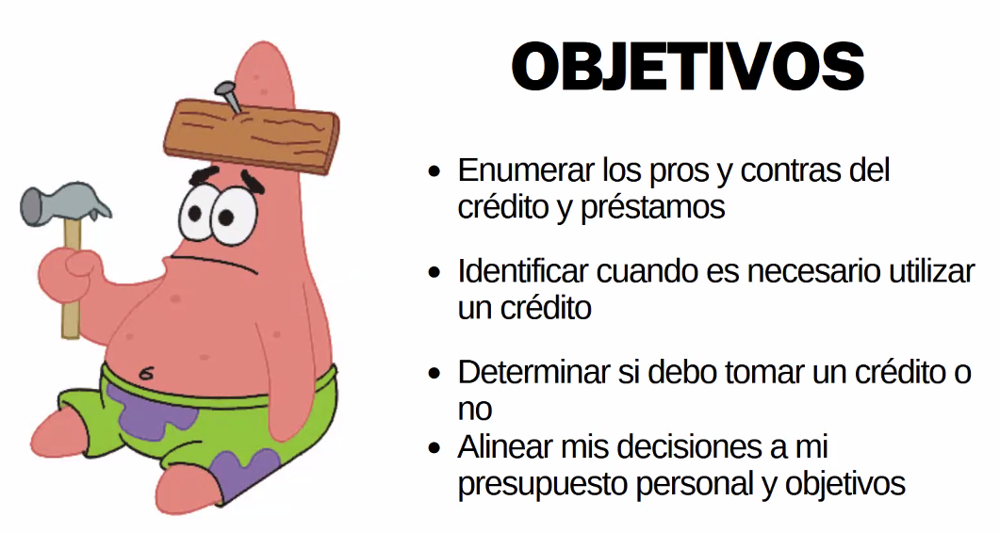 OBJETIVOS
• Enumerar los pros y contras del
crédito y préstamos
• Identificar cuando es necesario utilizar
un crédito
• Determinar si debo tomar un crédito o
no
• Alinear mis decisiones a mi
presupuesto personal y objetivos